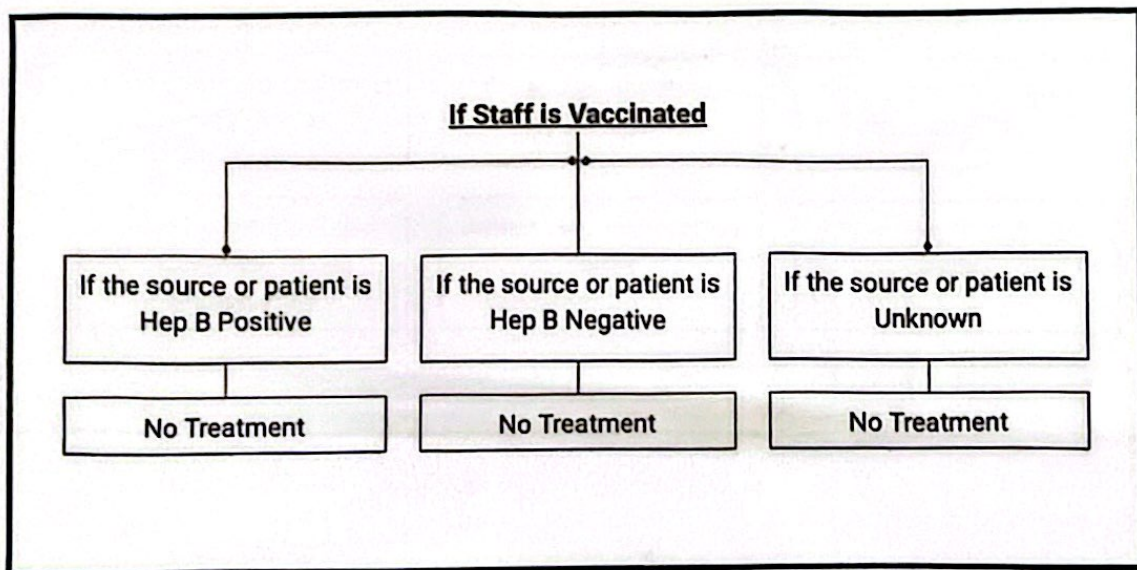 If Staff is Vaccinated
If the source or patient is
Hep B Positive
If the source or patient is
Hep B Negative
If the source or patient is
Unknown
No Treatment
No Treatment
No Treatment